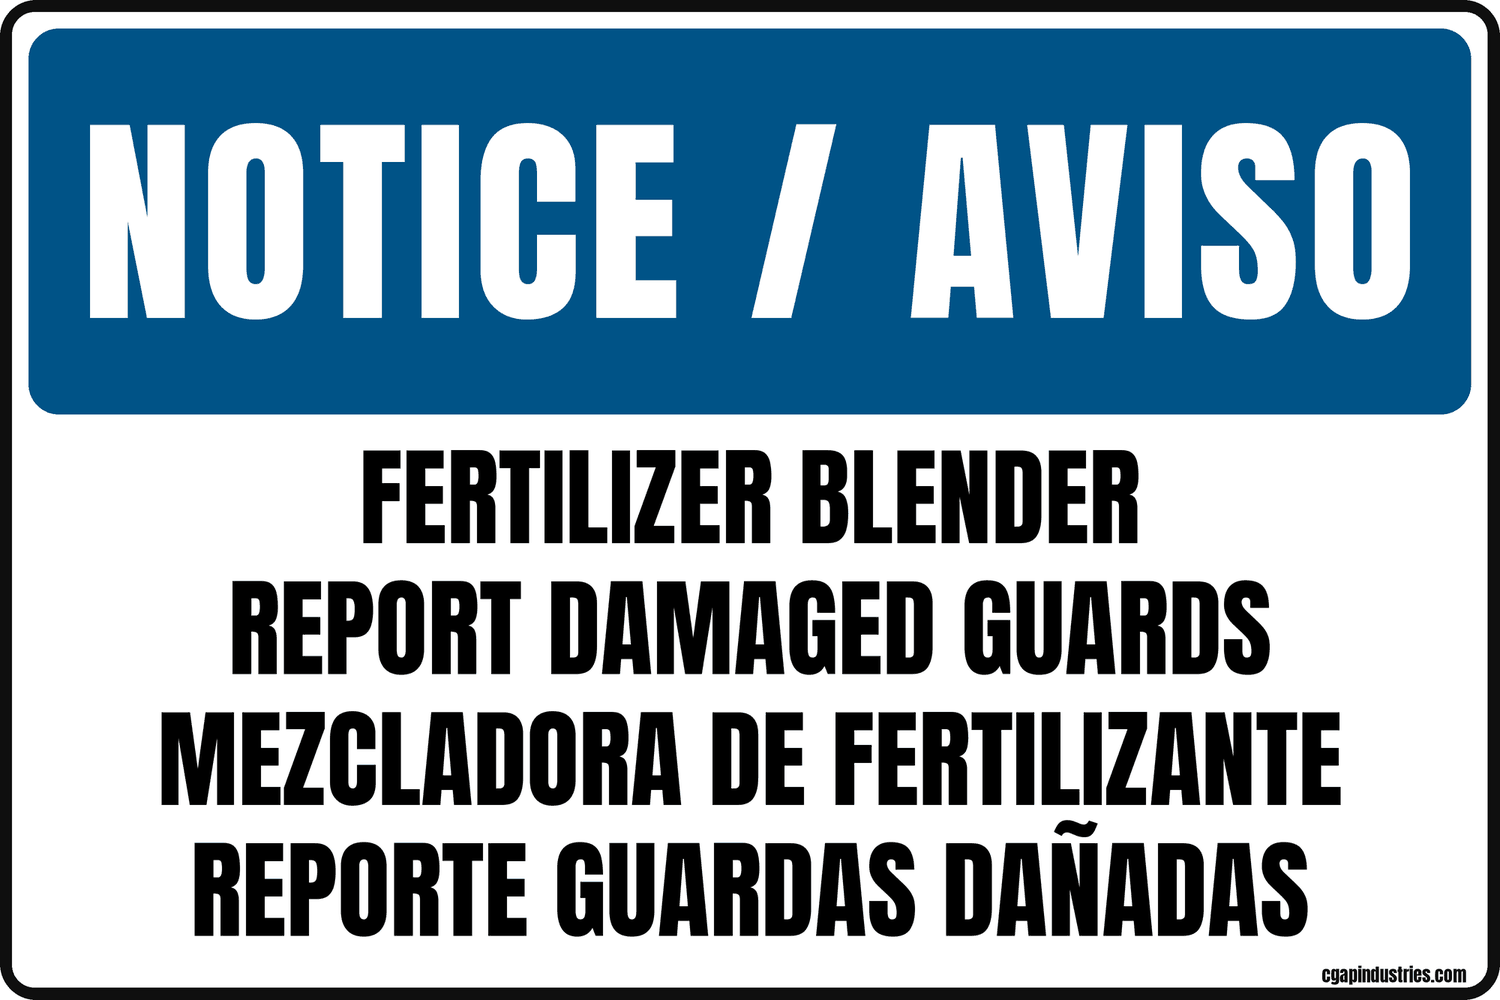 NOTICE / AVISO
FERTILIZER BLENDER
REPORT DAMAGED GUARDS
MEZCLADORA DE FERTILIZANTE
REPORTE GUARDAS DAÑADAS
cgapindustries.com